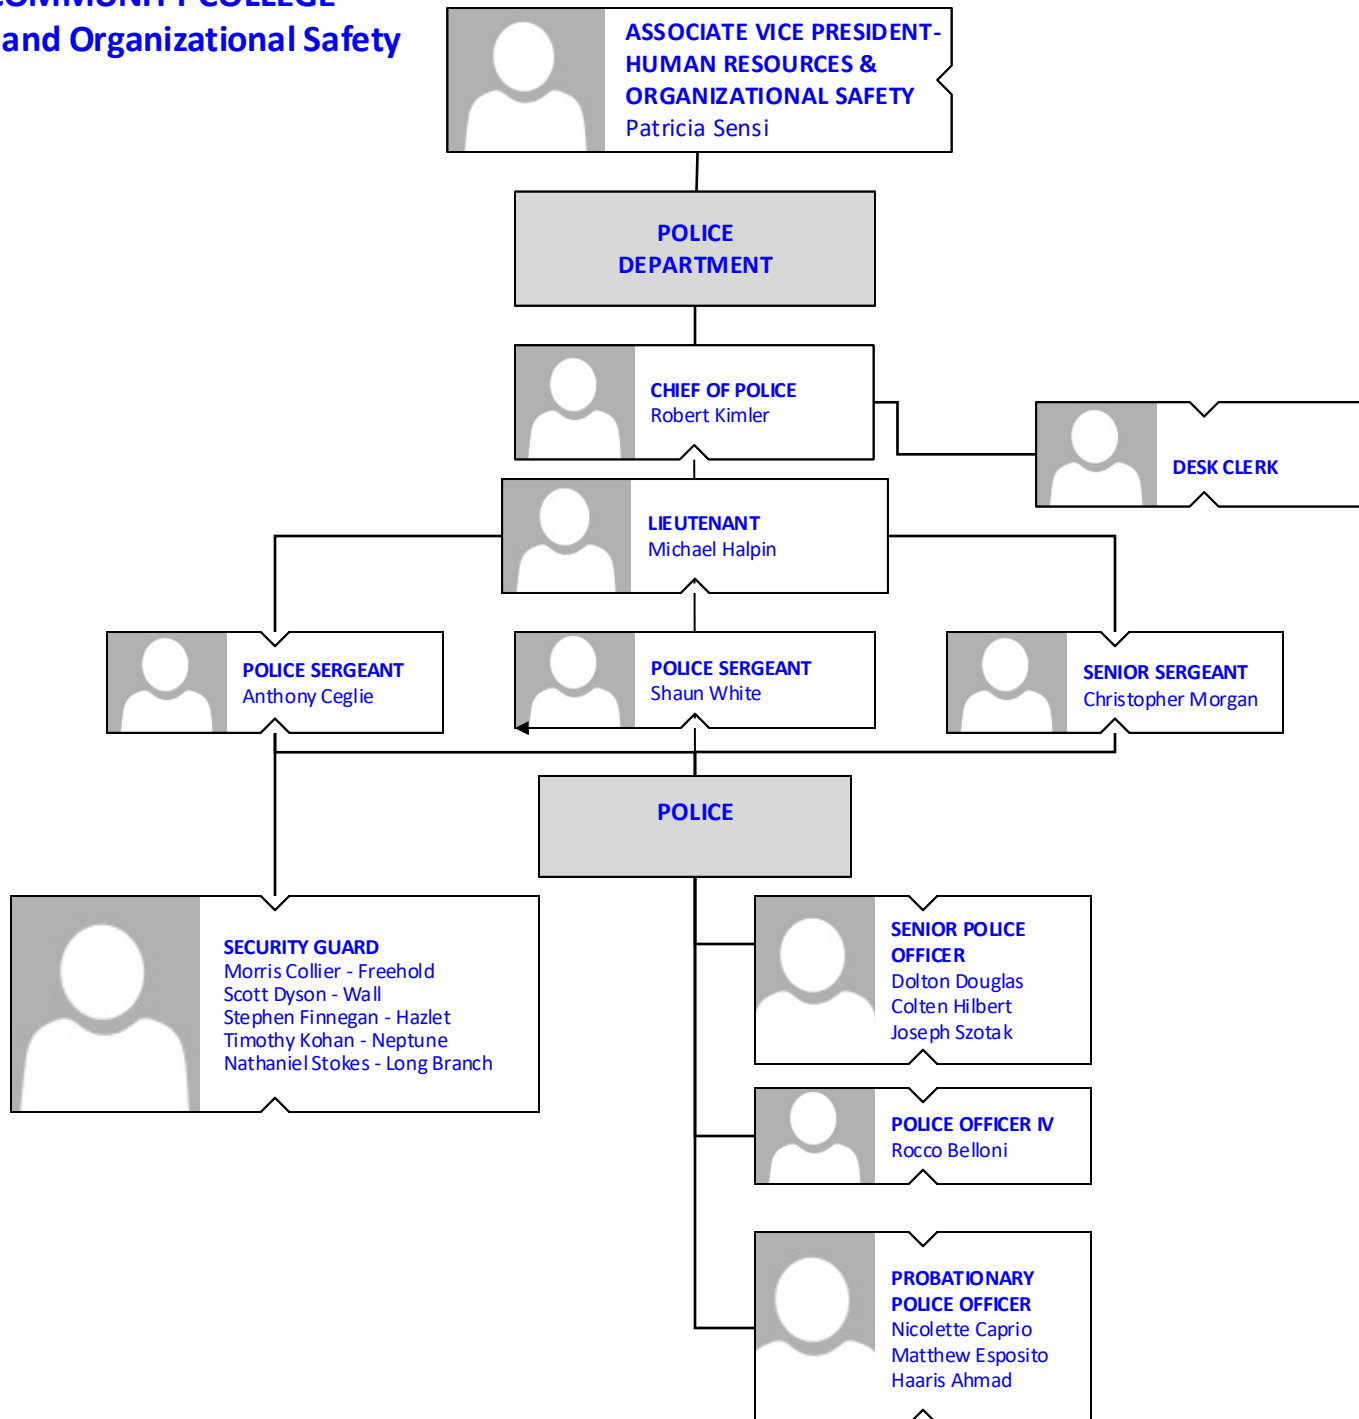 COMMUNITY COLLEGE
and Organizational Safety
ASSOCIATE VICE PRESIDENT-
HUMAN RESOURCES &
ORGANIZATIONAL SAFETY
Patricia Sensi
POLICE
DEPARTMENT
CHIEF OF POLICE
Robert Kimler
DESK CLERK
LIEUTENANT
Michael Halpin
POLICE SERGEANT
Anthony Ceglie
POLICE SERGEANT
Shaun White
SENIOR SERGEANT
Christopher Morgan
POLICE
SECURITY GUARD
Morris Collier - Freehold
Scott Dyson - Wall
Stephen Finnegan - Hazlet
Timothy Kohan - Neptune
Nathaniel Stokes - Long Branch
SENIOR POLICE
OFFICER
Dolton Douglas
Colten Hilbert
Joseph Szotak
POLICE OFFICER IV
Rocco Belloni
PROBATIONARY
POLICE OFFICER
Nicolette Caprio
Matthew Esposito
Haaris Ahmad